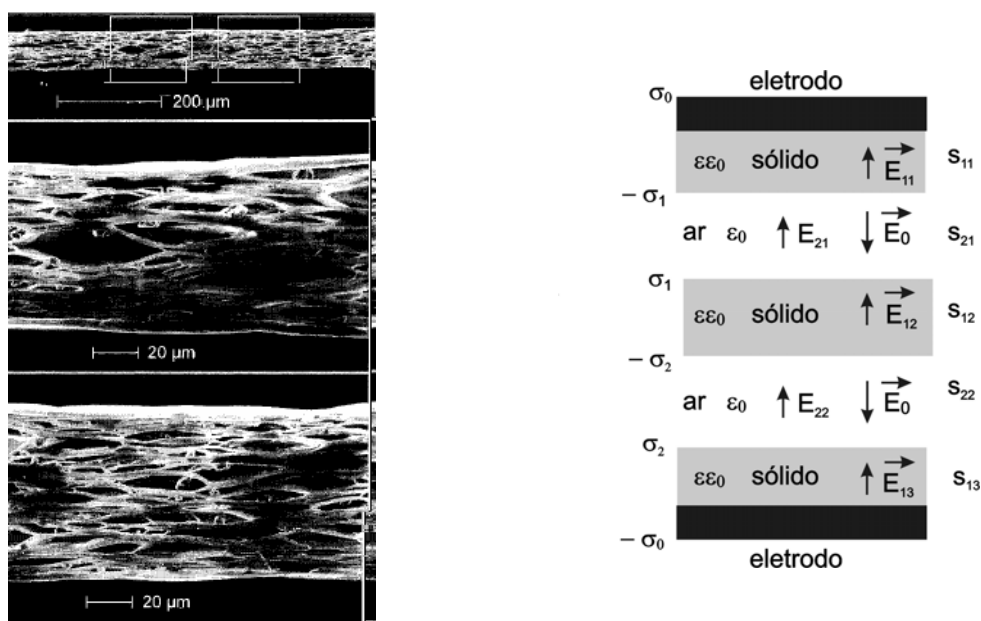 200 µm
20 µm
20 µm
eletrodo
σ₀
εε₀ sólido E₁₁ s₁₁
− σ₁
ar ε₀ E₂₁ E₀ s₂₁
σ₁
εε₀ sólido E₁₂ s₁₂
− σ₂
ar ε₀ E₂₂ E₀ s₂₂
σ₂
εε₀ sólido E₁₃ s₁₃
− σ₀
eletrodo